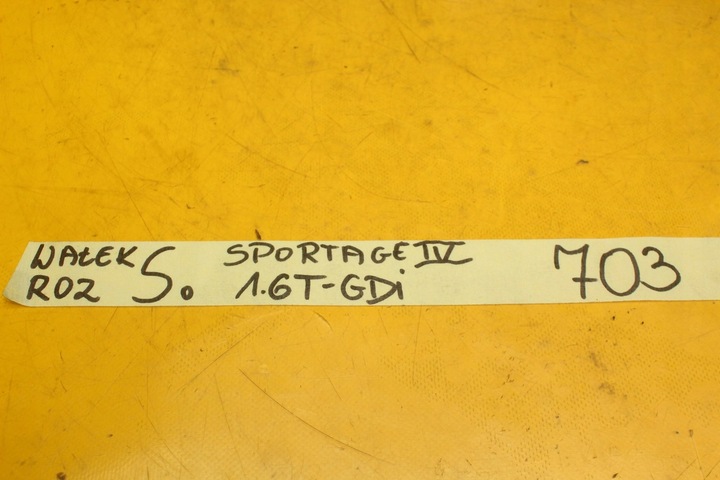 WAŁEK S. SPORTAGE IV 703
ROZ 1.6T-GDi